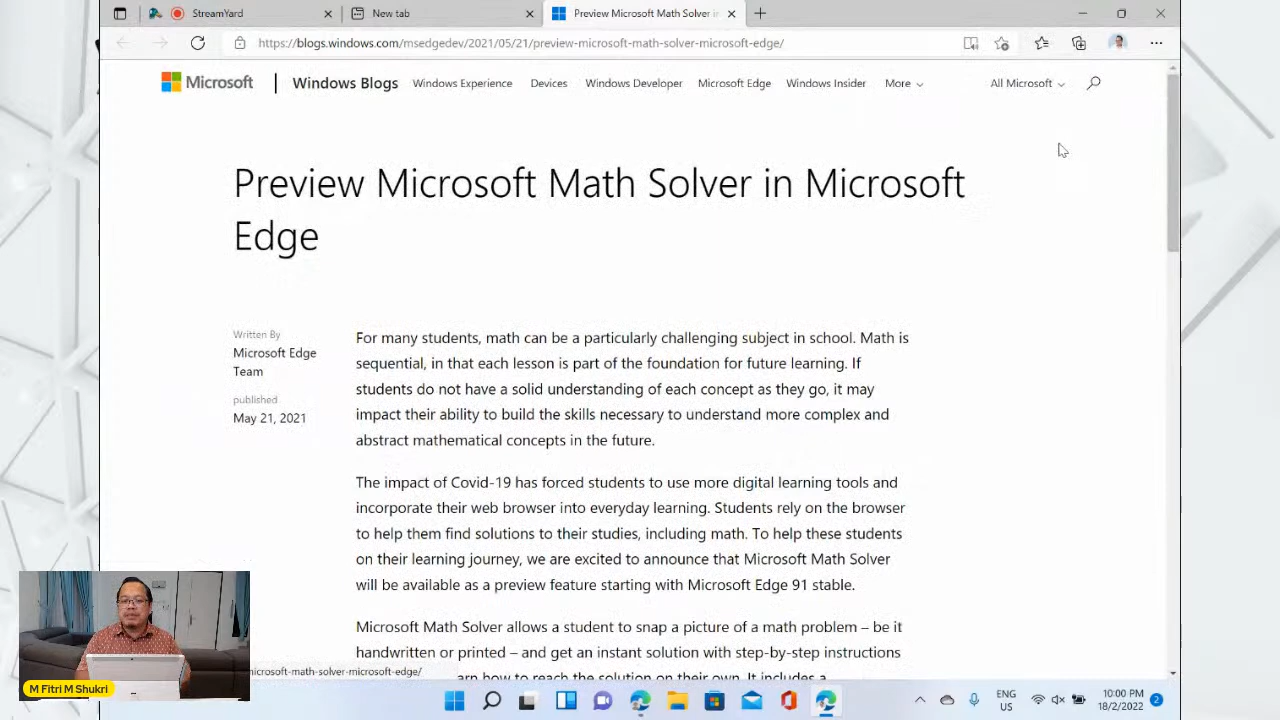 StreamYard
New tab
Preview Microsoft Math Solver in
https://blogs.windows.com/msedgedev/2021/05/21/preview-microsoft-math-solver-microsoft-edge/
Microsoft
Windows Blogs
Windows Experience
Devices
Windows Developer
Microsoft Edge
Windows Insider
More
All Microsoft
Preview Microsoft Math Solver in Microsoft
Edge
Written By
Microsoft Edge
Team
published
May 21, 2021
For many students, math can be a particularly challenging subject in school. Math is
sequential, in that each lesson is part of the foundation for future learning. If
students do not have a solid understanding of each concept as they go, it may
impact their ability to build the skills necessary to understand more complex and
abstract mathematical concepts in the future.
The impact of Covid-19 has forced students to use more digital learning tools and
incorporate their web browser into everyday learning. Students rely on the browser
to help them find solutions to their studies, including math. To help these students
on their learning journey, we are excited to announce that Microsoft Math Solver
will be available as a preview feature starting with Microsoft Edge 91 stable.
Microsoft Math Solver allows a student to snap a picture of a math problem – be it
handwritten or printed – and get an instant solution with step-by-step instructions
how to reach the solution on their own. It includes a
icrosoft-math-solver-microsoft-edge/
M Fitri M Shukri
ENG
US
10:00 PM
18/2/2022
2